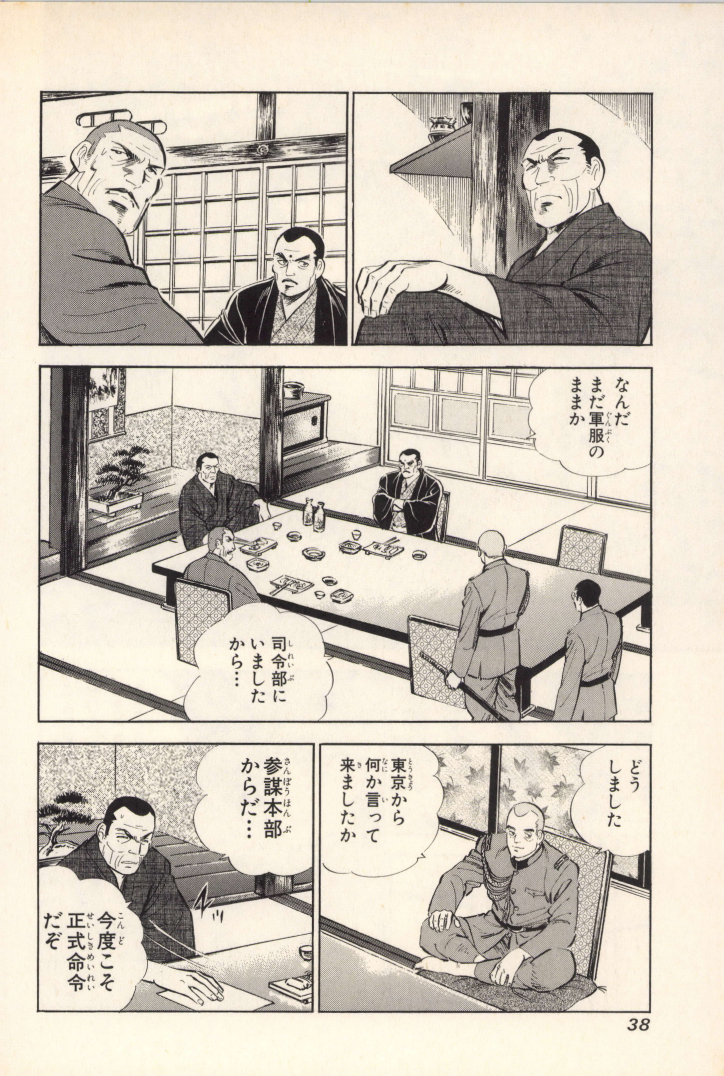 なんだ
まだ軍服の
ままか
司令部に
いました
から…
どう
しました
東京から
何か言って
来ましたか
参謀本部
からだ…
今度こそ
正式命令
だぞ
38